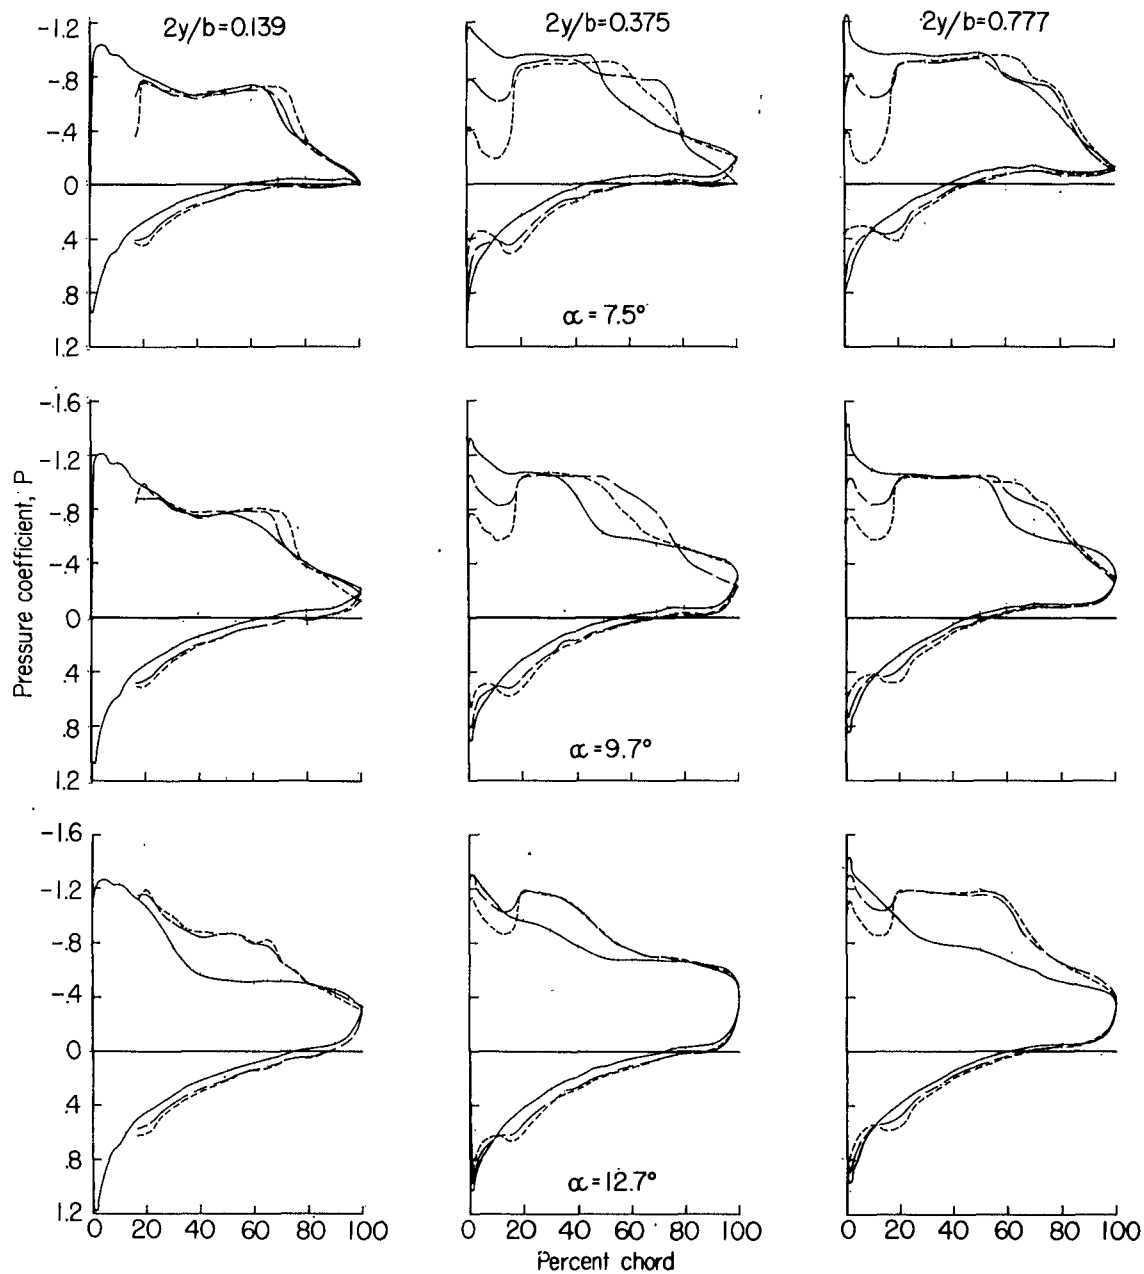 2y/b=0.139
2y/b=0.375
2y/b=0.777
-1.2
-.8
-.4
0
.4
.8
1.2
α = 7.5°
-1.6
-1.2
-.8
-.4
0
.4
.8
1.2
α = 9.7°
Pressure coefficient, P
-1.6
-1.2
-.8
-.4
0
.4
.8
1.2
α = 12.7°
0 20 40 60 80 100
0 20 40 60 80 100
0 20 40 60 80 100
Percent chord